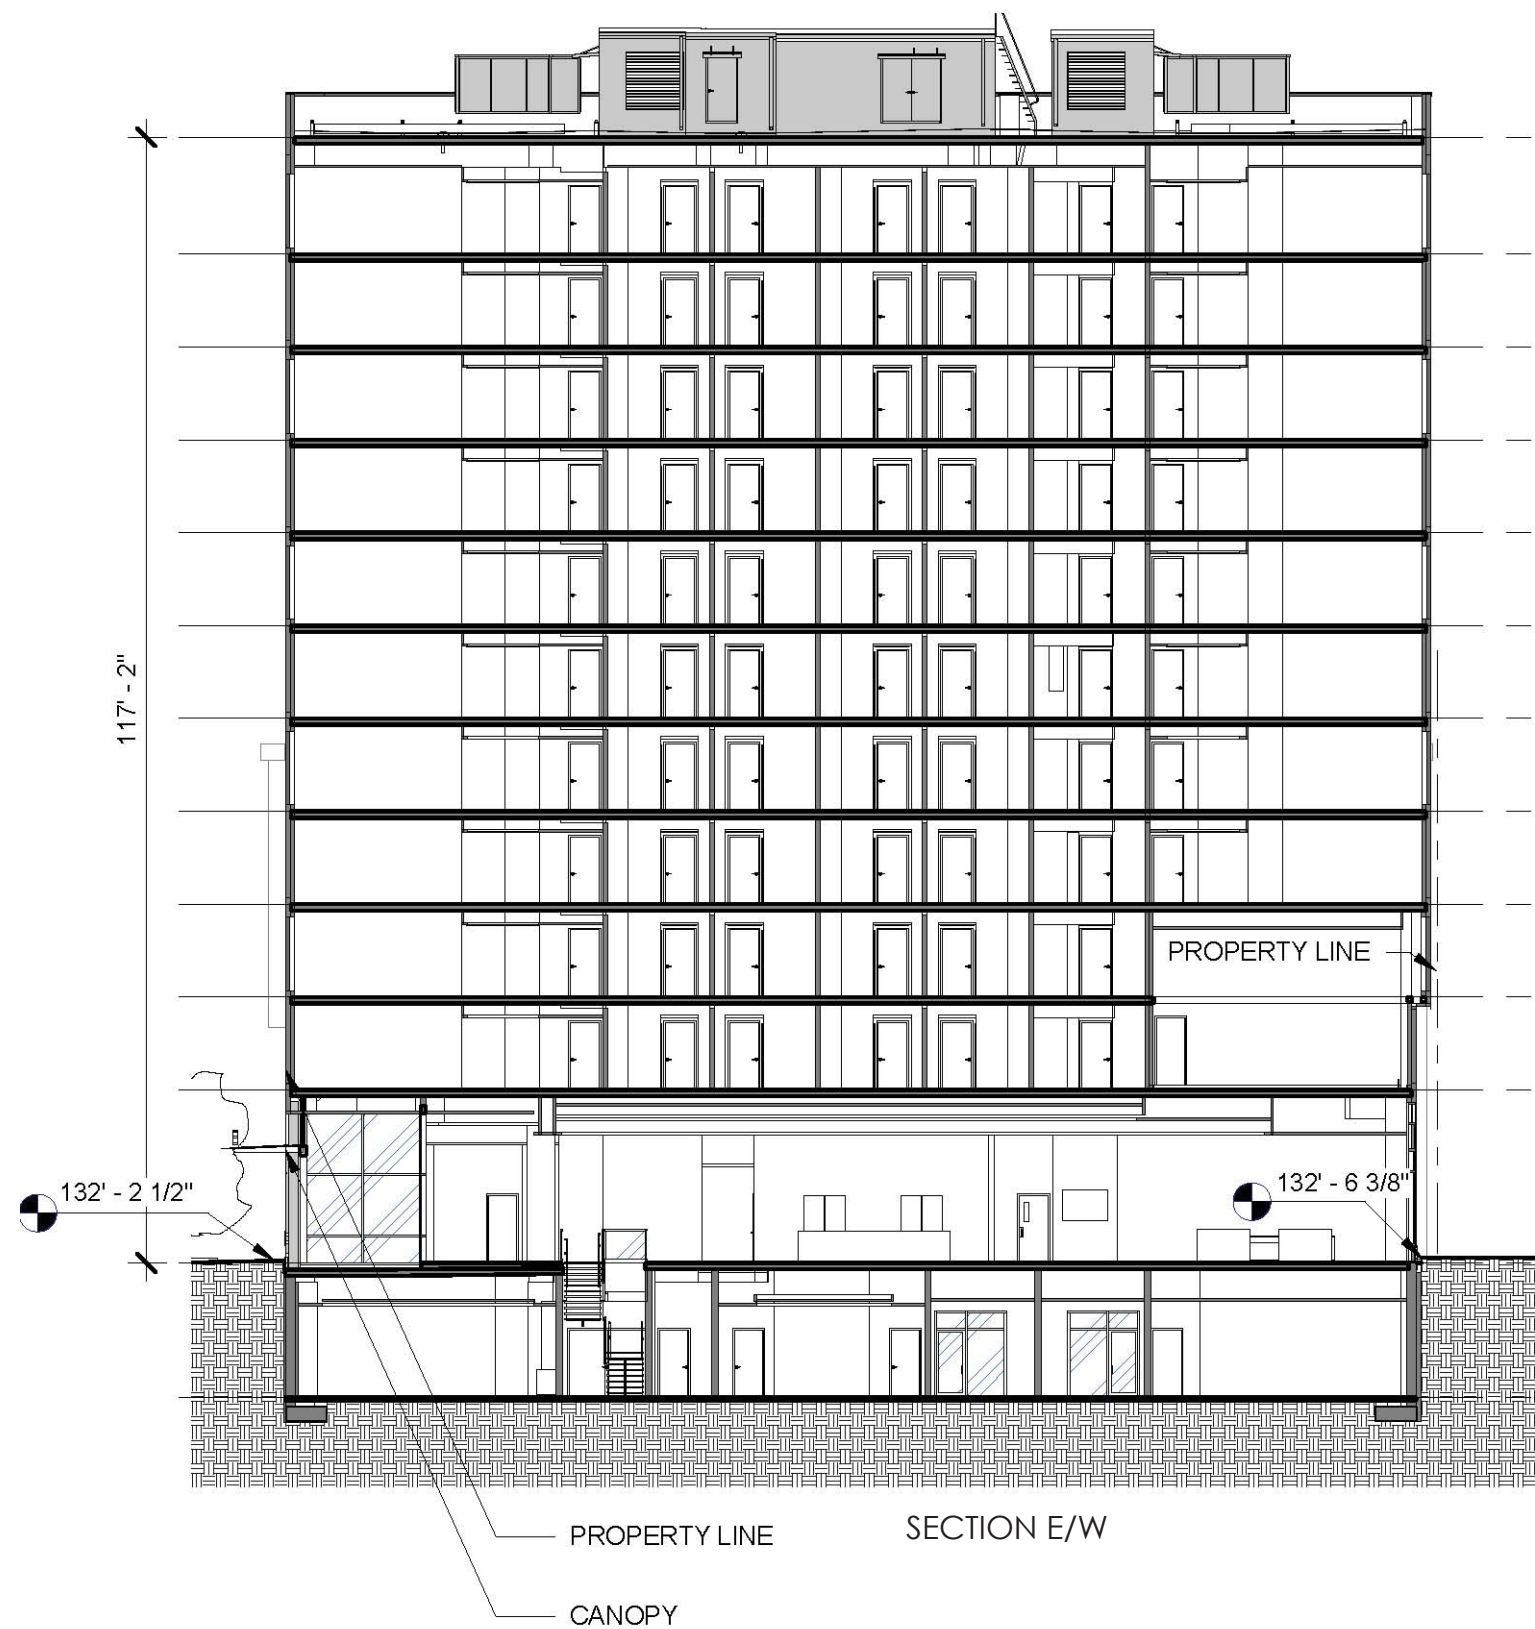 117' - 2"
PROPERTY LINE
132' - 2 1/2"
132' - 6 3/8"
PROPERTY LINE
SECTION E/W
CANOPY